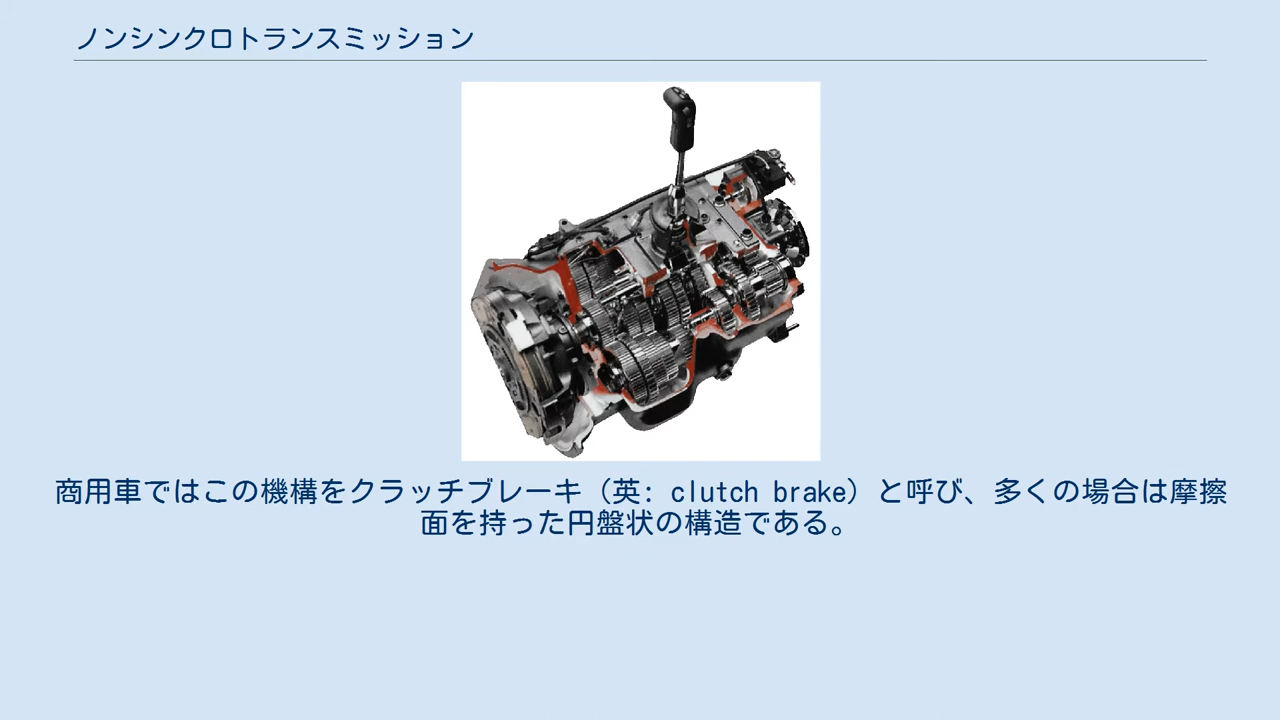 ノンシンクロトランスミッション
商用車ではこの機構をクラッチブレーキ（英: clutch brake）と呼び、多くの場合は摩擦
面を持った円盤状の構造である。